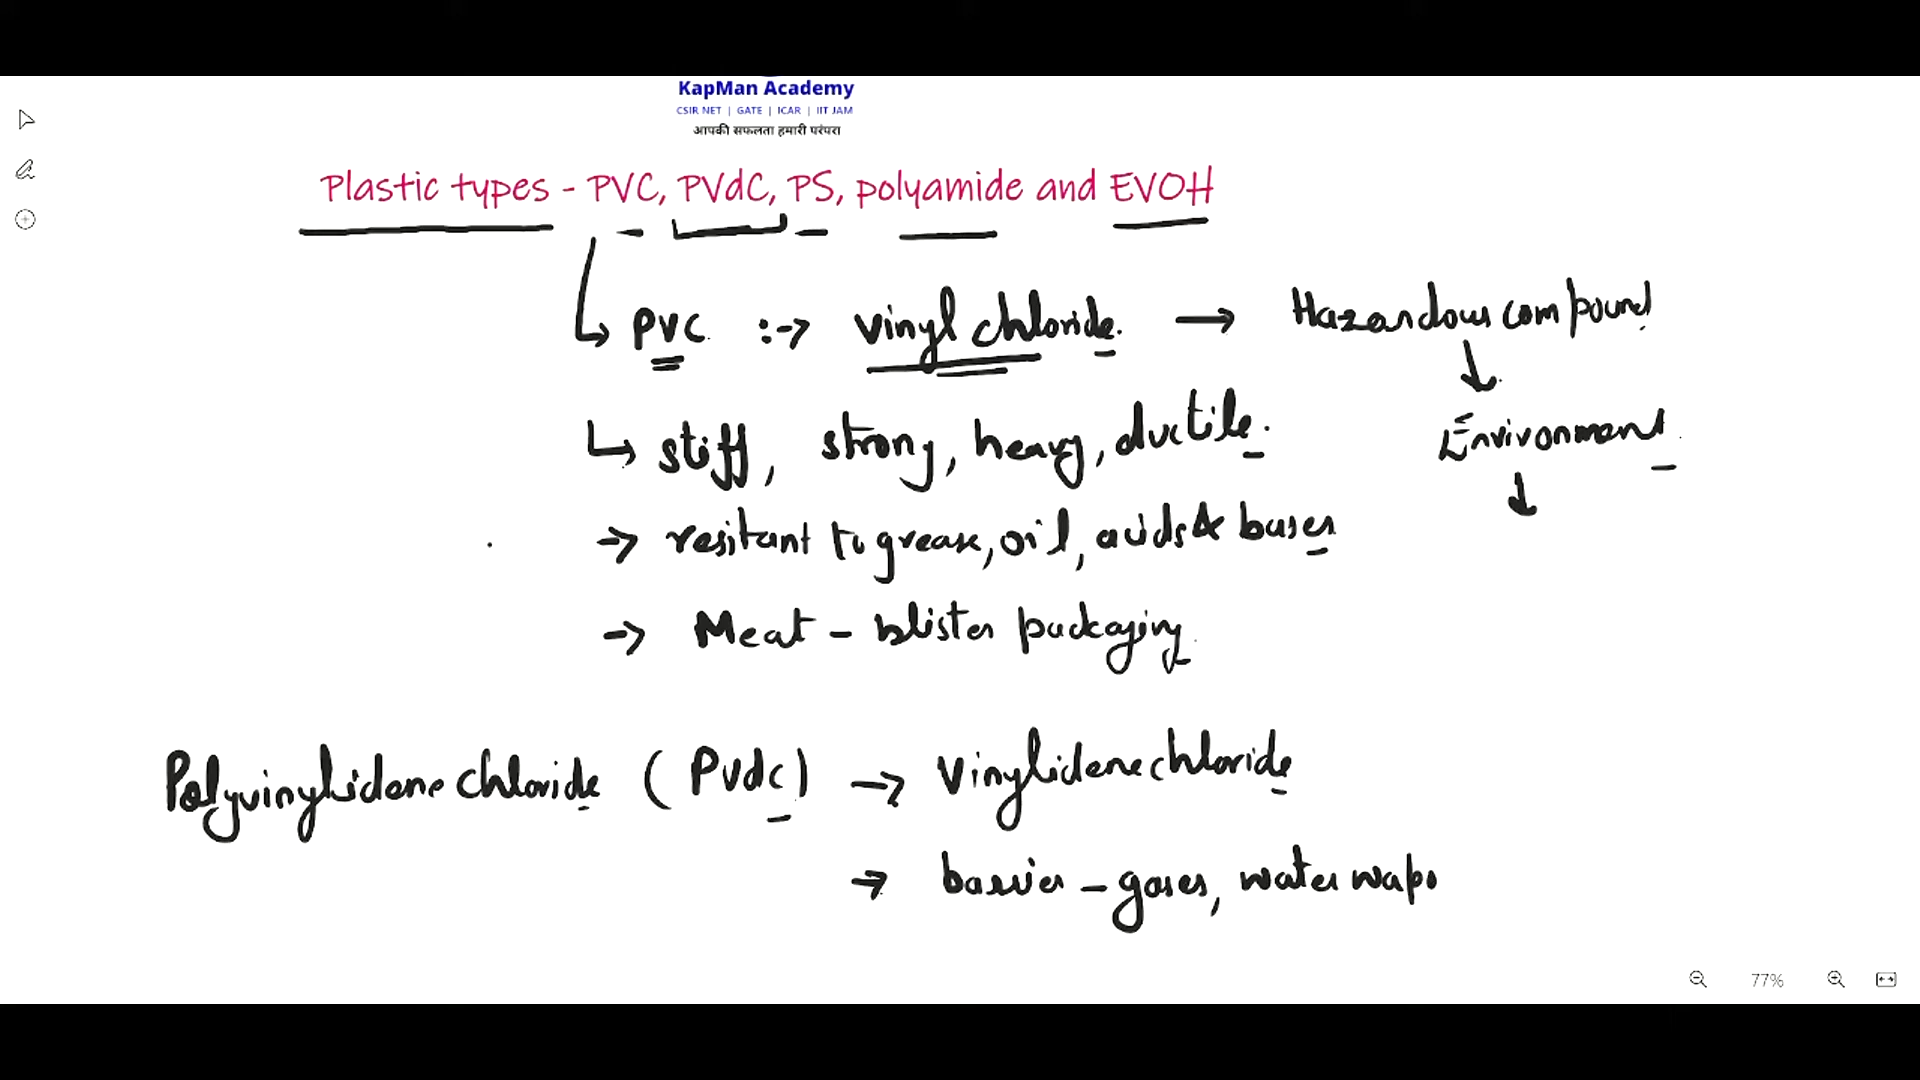 KapMan Academy
CSIR NET | GATE | ICAR | IIT JAM
आपकी सफलता हमारी परंपरा
Plastic types - PVC, PVdC, PS, polyamide and EVOH
PVC :-> vinyl chloride. → Hazardous compound
stiff, strong, heavy, ductile. Environment
→ resitant to grease, oil, acids & bases
→ Meat - blister packaging.
Polyvinylidene chloride (PVdc) → Vinylidene chloride
→ barrier - gases, water wapo
77%